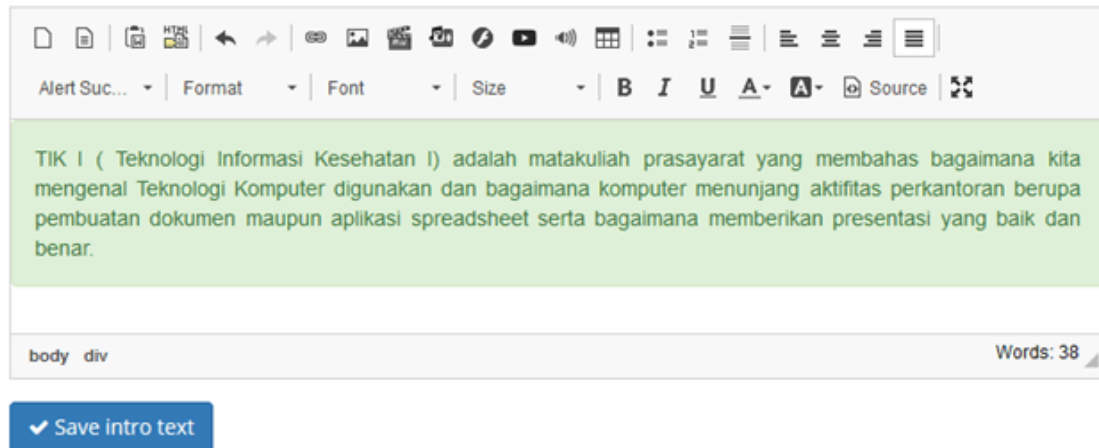 HTML
Alert Suc... Format Font Size B I U A A Source
TIK I ( Teknologi Informasi Kesehatan I) adalah matakuliah prasayarat yang membahas bagaimana kita
mengenal Teknologi Komputer digunakan dan bagaimana komputer menunjang aktifitas perkantoran berupa
pembuatan dokumen maupun aplikasi spreadsheet serta bagaimana memberikan presentasi yang baik dan
benar.
body div Words: 38
Save intro text